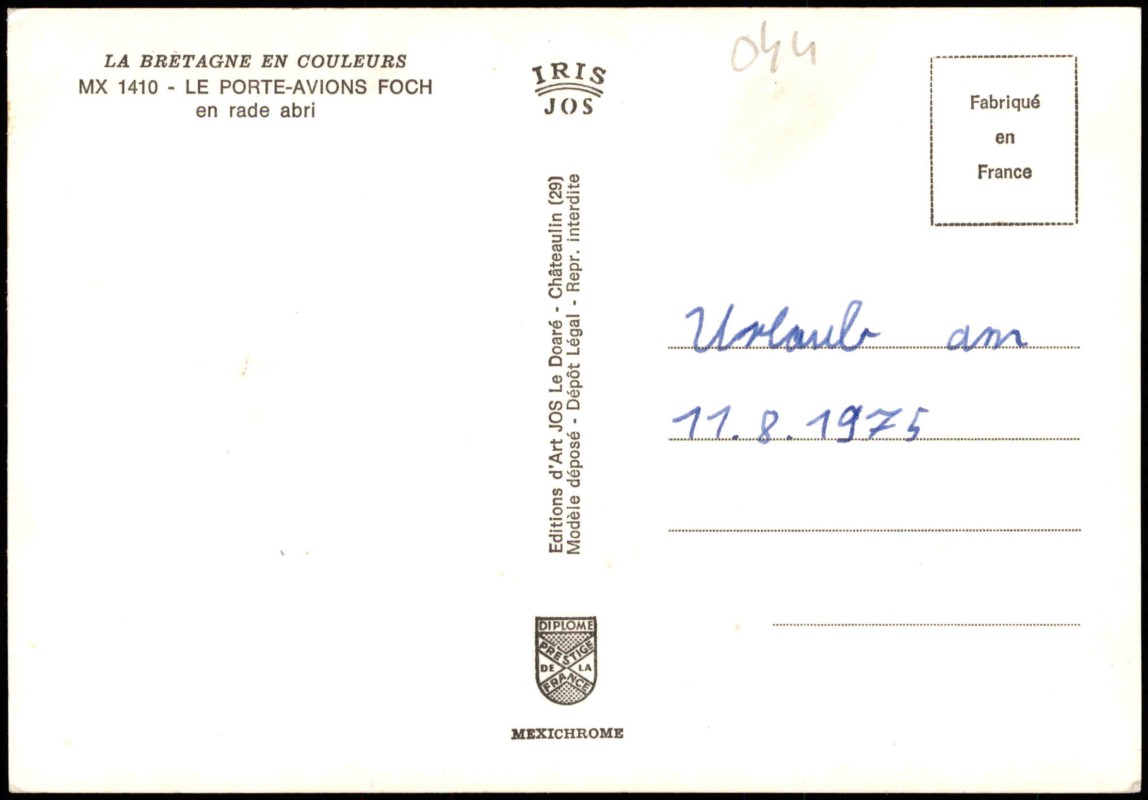 LA BRETAGNE EN COULEURS
MX 1410 - LE PORTE-AVIONS FOCH
en rade abri
IRIS
JOS
044
Fabriqué
en
France
Editions d'Art JOS Le Doaré - Châteaulin (29)
Modèle déposé - Dépôt Légal - Repr. interdite
Urlaub am
11.8.1975
DIPLOME
PRESTIGE
DE LA
FRANCE
MEXICHROME